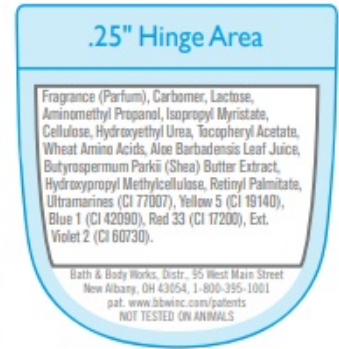 .25" Hinge Area
Fragrance (Parfum), Carbomer, Lactose,
Aminomethyl Propanol, Isopropyl Myristate,
Cellulose, Hydroxyethyl Urea, Tocopheryl Acetate,
Wheat Amino Acids, Aloe Barbadensis Leaf Juice,
Butyrospermum Parkii (Shea) Butter Extract,
Hydroxypropyl Methylcellulose, Retinyl Palmitate,
Ultramarines (CI 77007), Yellow 5 (CI 19140),
Blue 1 (CI 42090), Red 33 (CI 17200), Ext.
Violet 2 (CI 60730).
Bath & Body Works, Distr., 95 West Main Street
New Albany, OH 43054, 1-800-395-1001
pat. www.bbwinc.com/patents
NOT TESTED ON ANIMALS